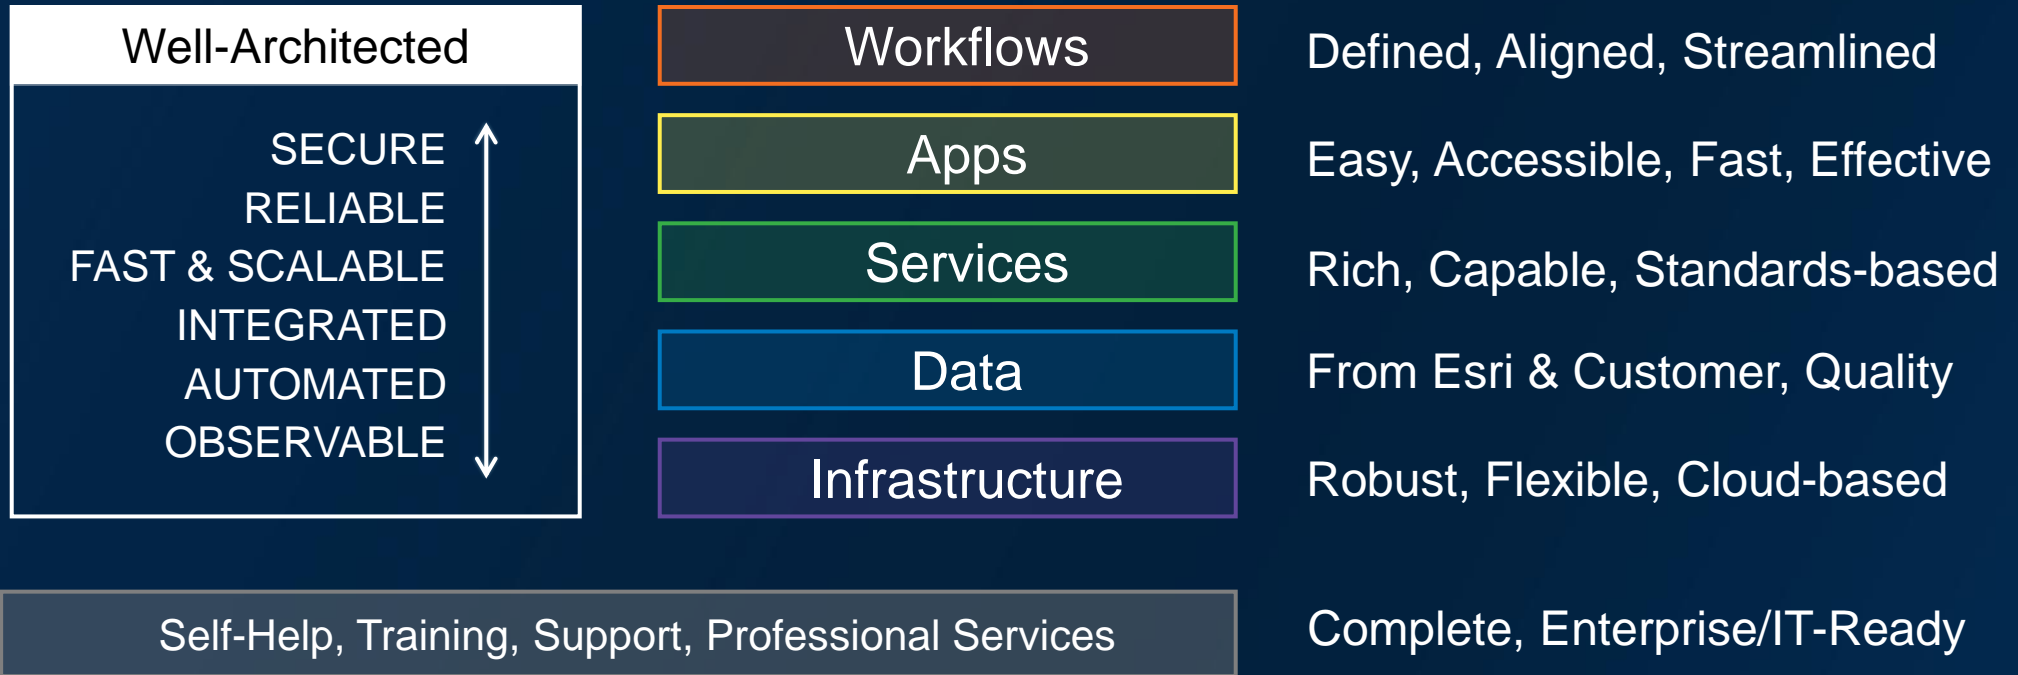 Well-Architected
SECURE
RELIABLE
FAST & SCALABLE
INTEGRATED
AUTOMATED
OBSERVABLE
Workflows
Defined, Aligned, Streamlined
Apps
Easy, Accessible, Fast, Effective
Services
Rich, Capable, Standards-based
Data
From Esri & Customer, Quality
Infrastructure
Robust, Flexible, Cloud-based
Self-Help, Training, Support, Professional Services
Complete, Enterprise/IT-Ready